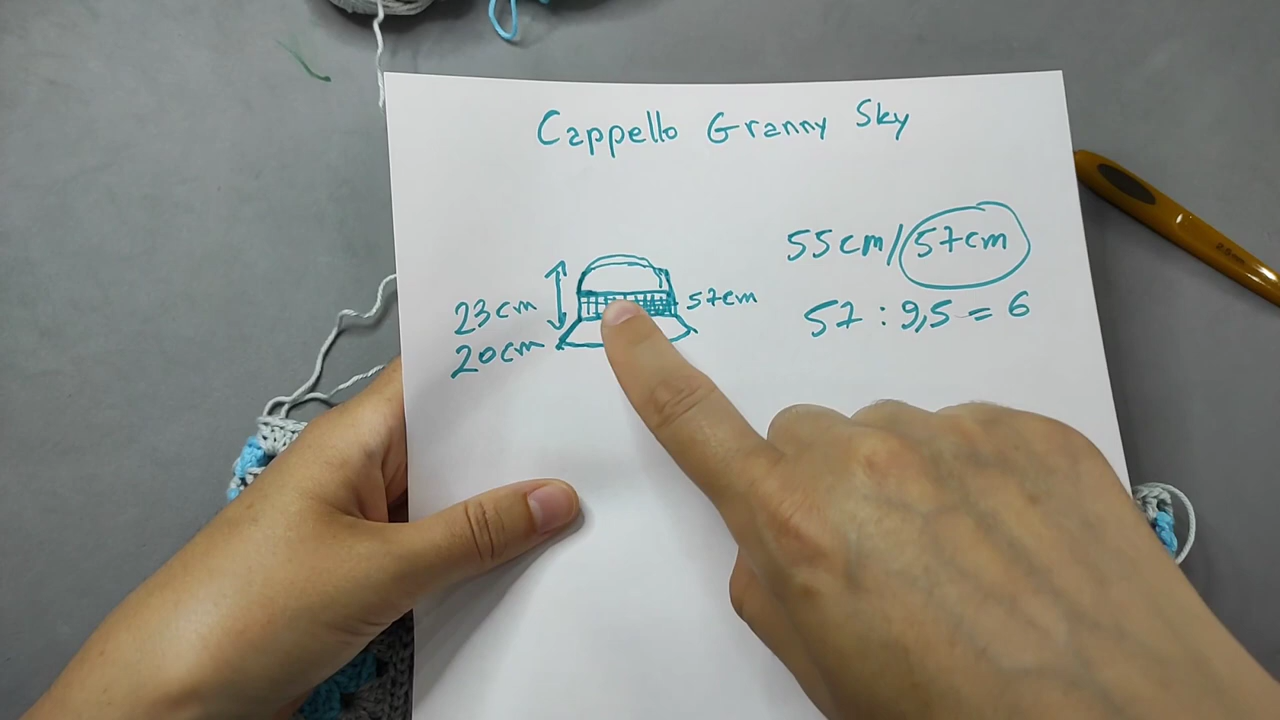 Cappello Granny Sky
55cm/57cm
23cm
57cm
57 : 9,5 = 6
20cm